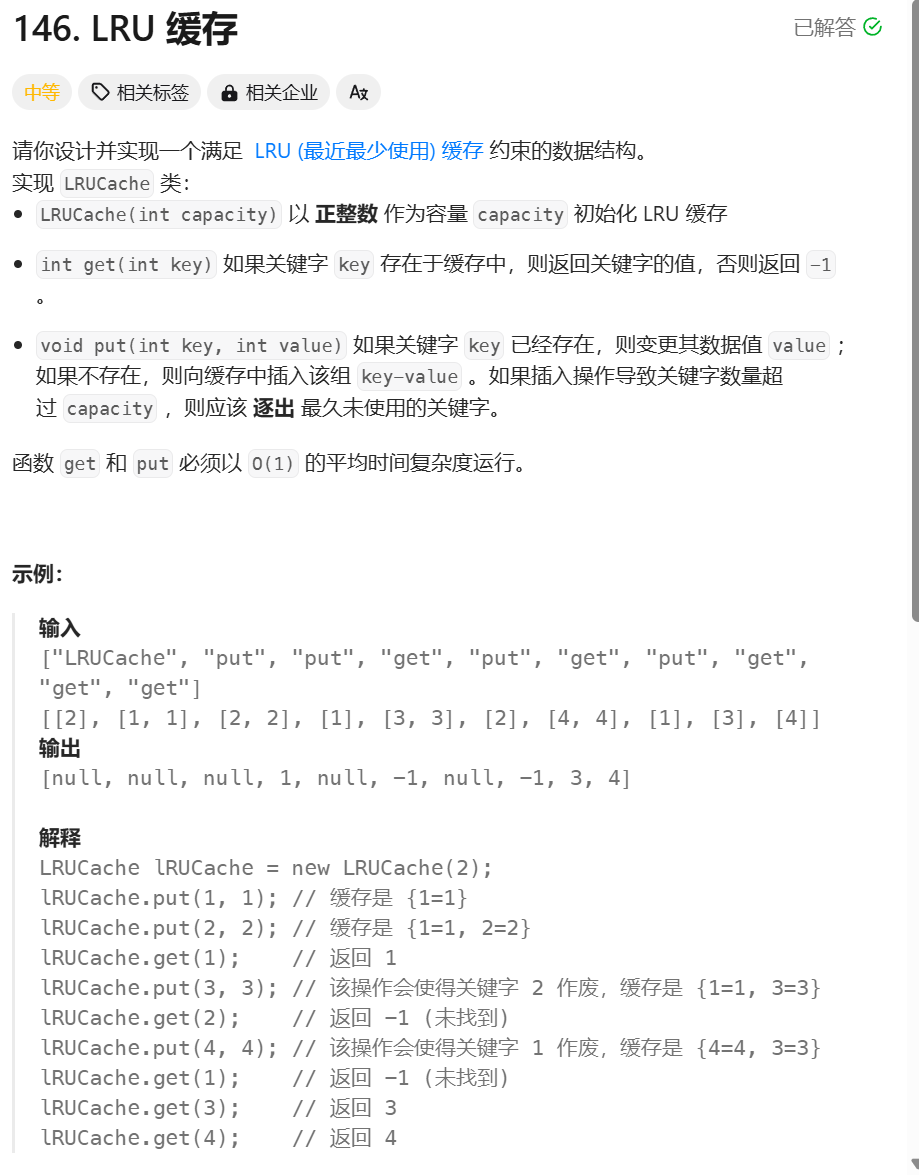 146. LRU 缓存
已解答
中等
相关标签
相关企业
请你设计并实现一个满足 LRU (最近最少使用) 缓存 约束的数据结构。
实现 LRUCache 类：
• LRUCache(int capacity) 以 正整数 作为容量 capacity 初始化 LRU 缓存
• int get(int key) 如果关键字 key 存在于缓存中，则返回关键字的值，否则返回 -1
。
• void put(int key, int value) 如果关键字 key 已经存在，则变更其数据值 value ；
如果不存在，则向缓存中插入该组 key-value 。如果插入操作导致关键字数量超
过 capacity ，则应该 逐出 最久未使用的关键字。
函数 get 和 put 必须以 O(1) 的平均时间复杂度运行。
示例：
输入
["LRUCache", "put", "put", "get", "put", "get", "put", "get",
"get", "get"]
[[2], [1, 1], [2, 2], [1], [3, 3], [2], [4, 4], [1], [3], [4]]
输出
[null, null, null, 1, null, -1, null, -1, 3, 4]
解释
LRUCache lRUCache = new LRUCache(2);
lRUCache.put(1, 1); // 缓存是 {1=1}
lRUCache.put(2, 2); // 缓存是 {1=1, 2=2}
lRUCache.get(1);    // 返回 1
lRUCache.put(3, 3); // 该操作会使得关键字 2 作废，缓存是 {1=1, 3=3}
lRUCache.get(2);    // 返回 -1 (未找到)
lRUCache.put(4, 4); // 该操作会使得关键字 1 作废，缓存是 {4=4, 3=3}
lRUCache.get(1);    // 返回 -1 (未找到)
lRUCache.get(3);    // 返回 3
lRUCache.get(4);    // 返回 4